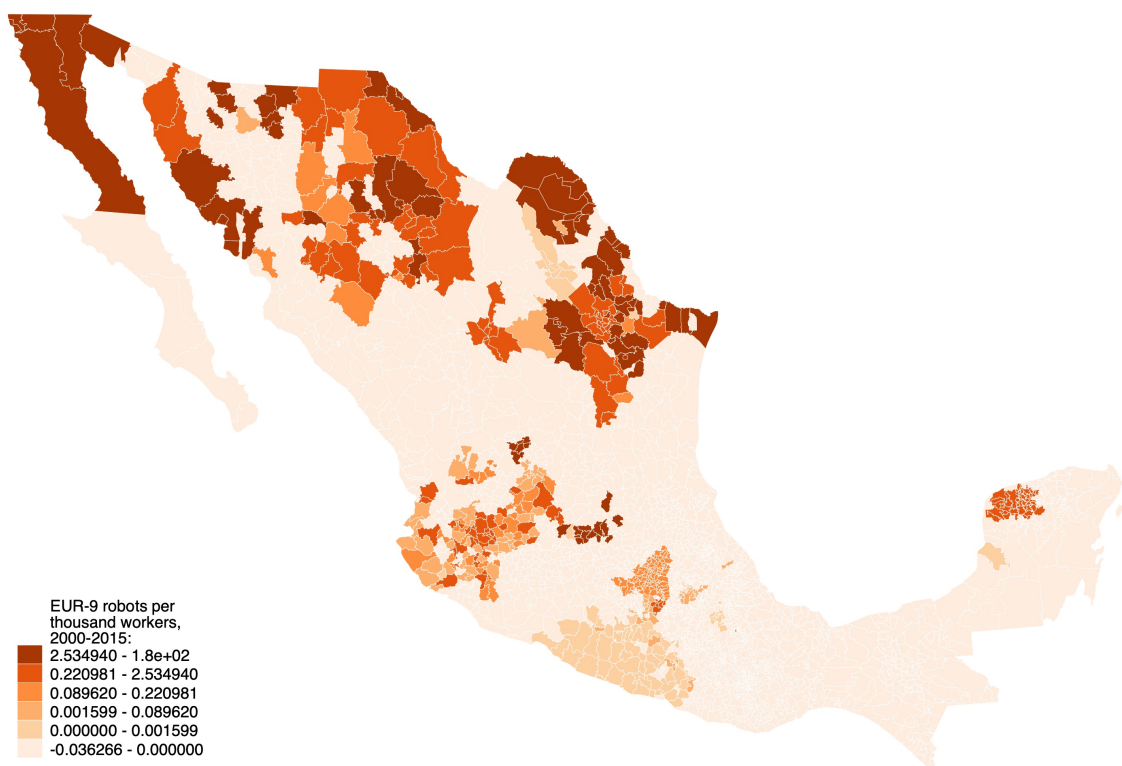 EUR-9 robots per
thousand workers,
2000-2015:
2.534940 - 1.8e+02
0.220981 - 2.534940
0.089620 - 0.220981
0.001599 - 0.089620
0.000000 - 0.001599
-0.036266 - 0.000000